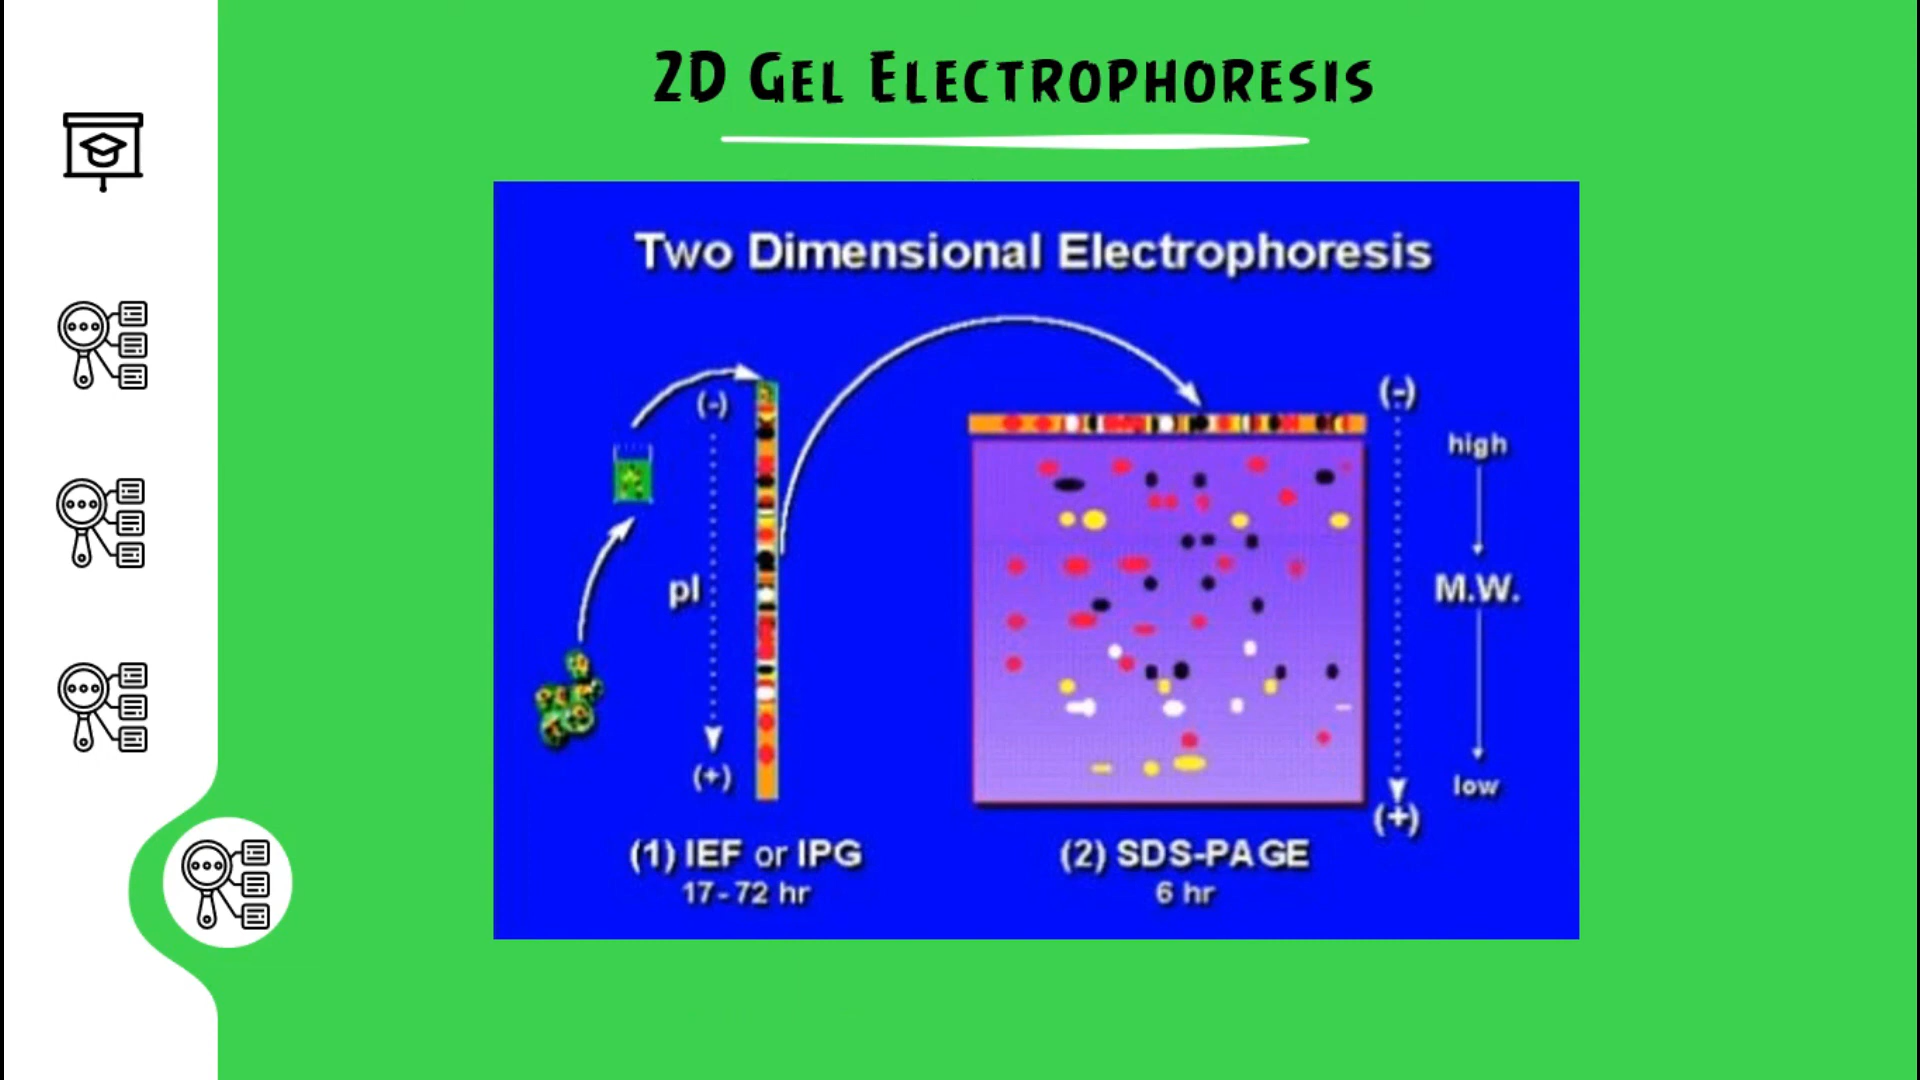 2D GEL ELECTROPHORESIS
Two Dimensional Electrophoresis
(-)
pI
(+)
(-)
high
M.W.
low
(+)
(1) IEF or IPG
17-72 hr
(2) SDS-PAGE
6 hr